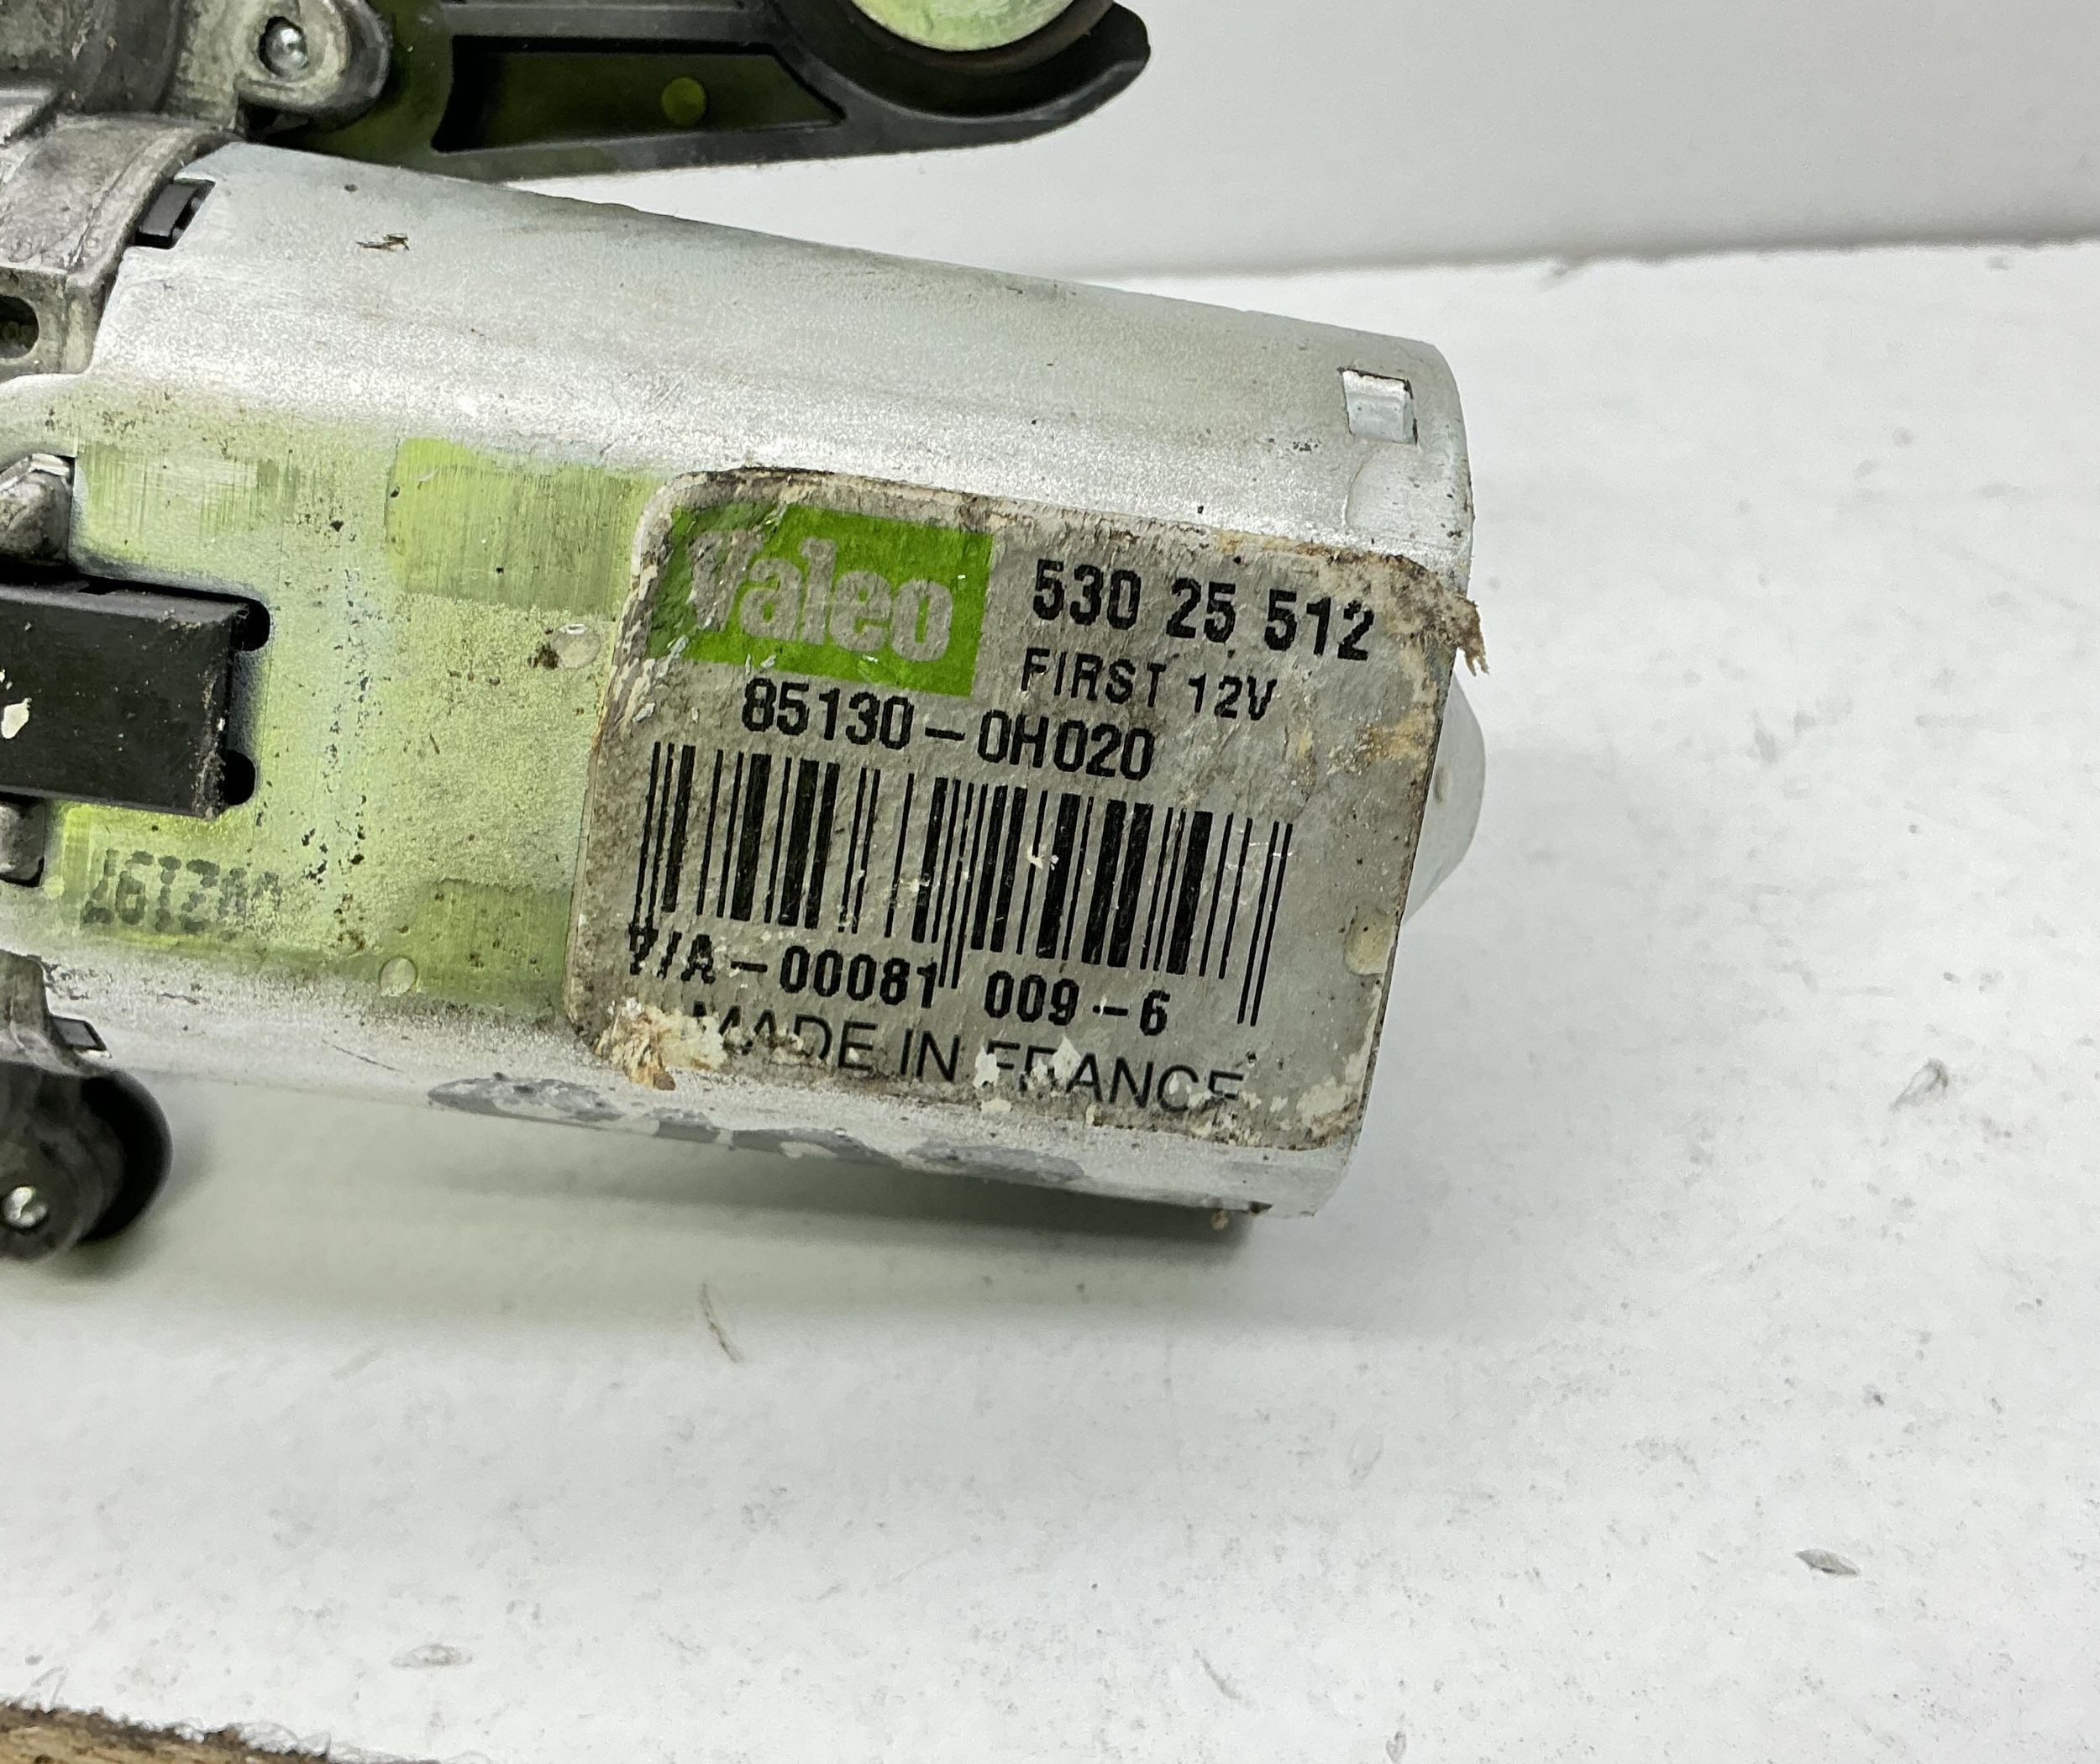 Valeo
530 25 512
FIRST 12V
85130-0H020
/A-00081 009-6
MADE IN FRANCE